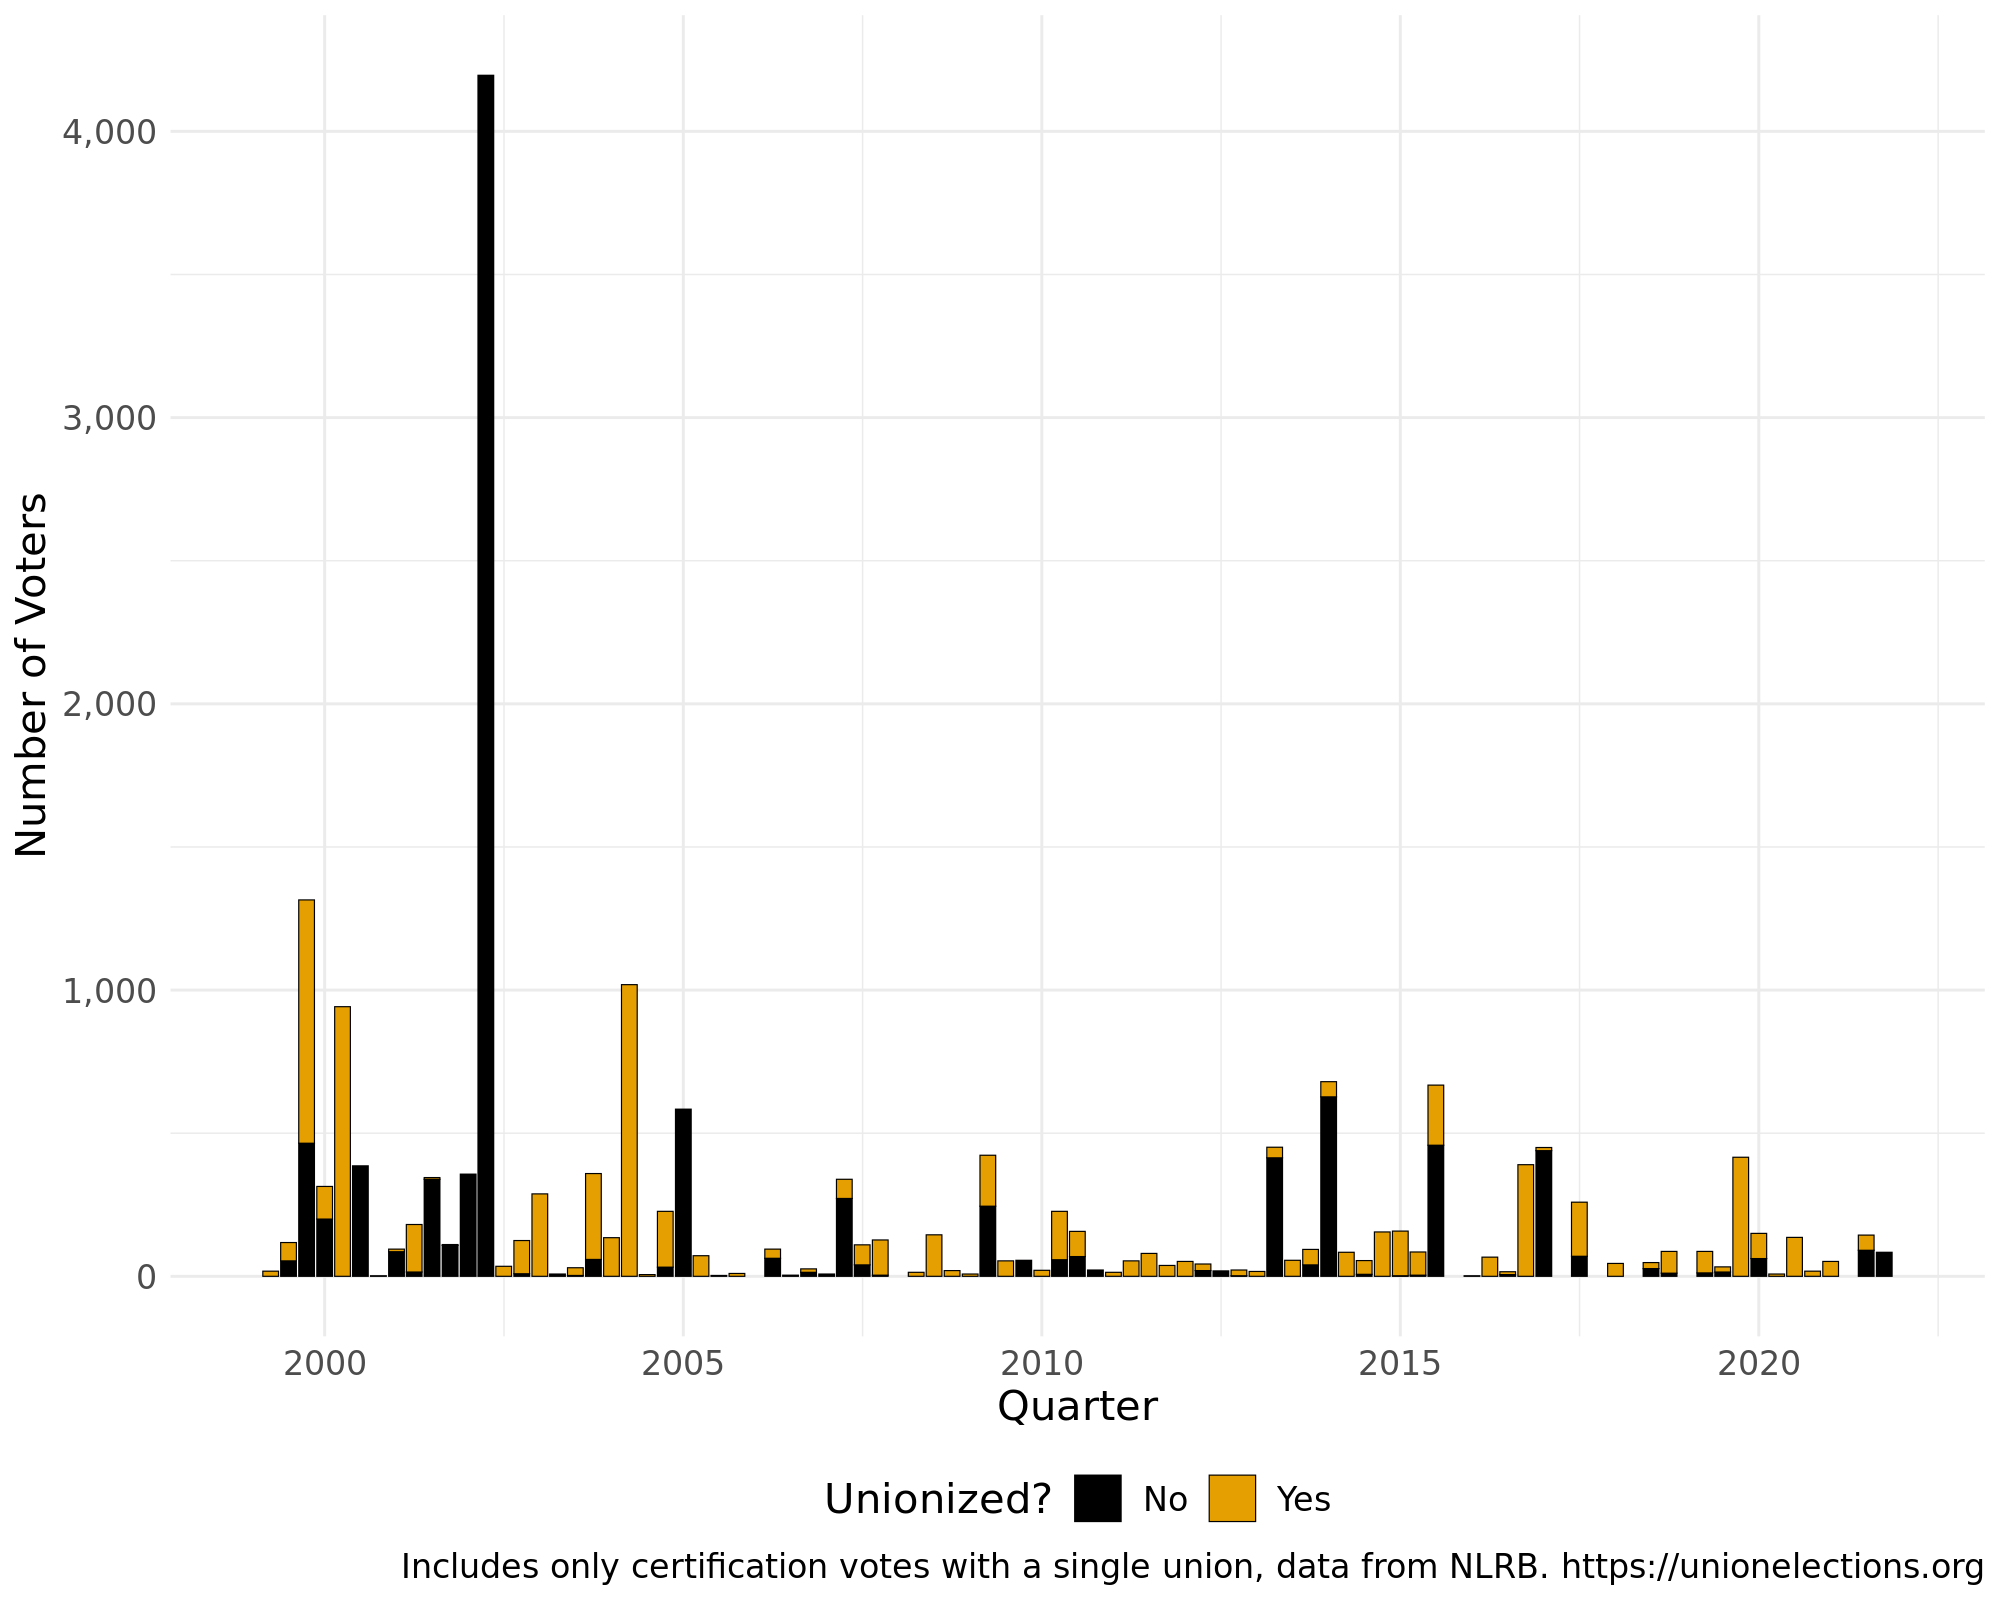 Number of Voters
4,000
3,000
2,000
1,000
0
2000 2005 2010 2015 2020
Quarter
Unionized? No Yes
Includes only certification votes with a single union, data from NLRB. https://unionelections.org